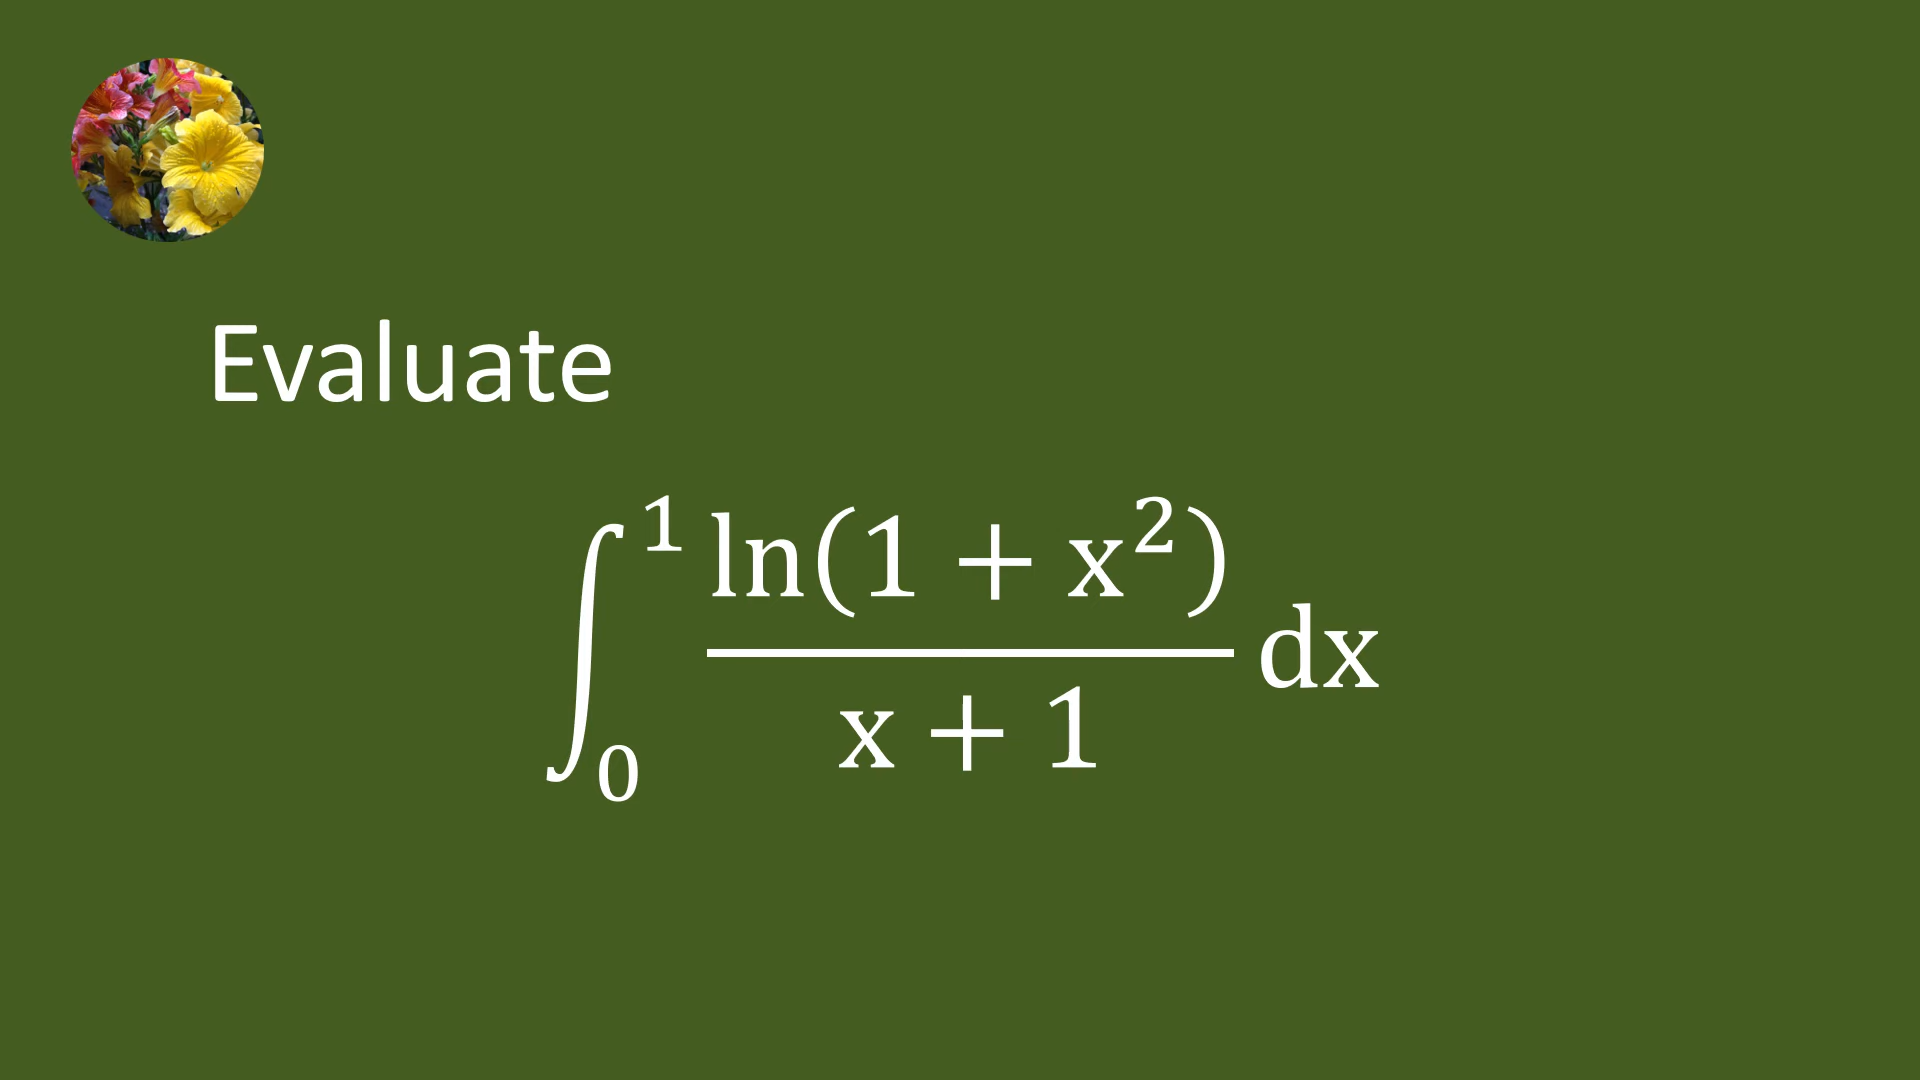 Evaluate
∫₀¹ ln(1 + x²) / (x + 1) dx